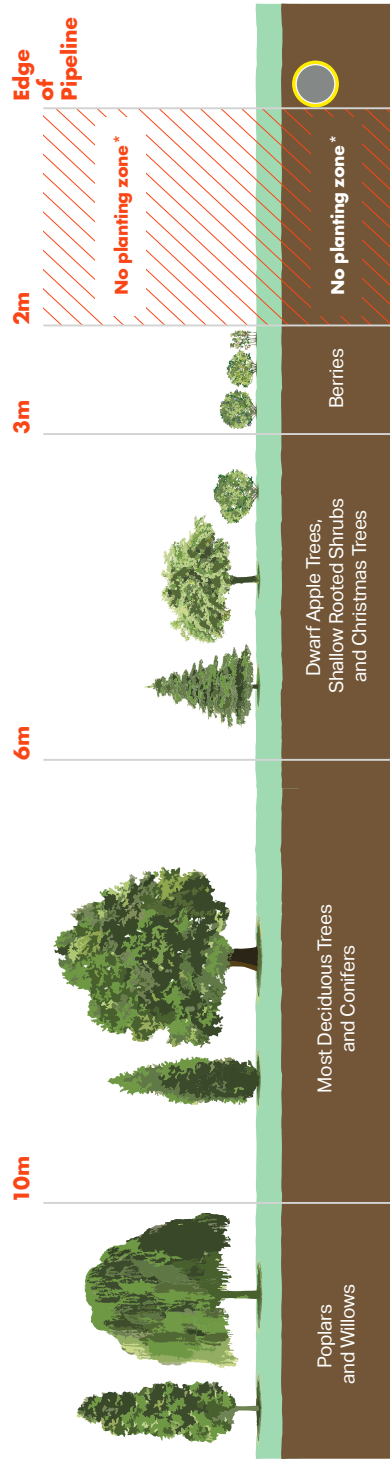 10m
6m
3m
2m
Edge
of
Pipeline
No planting zone *
Poplars
and Willows
Most Deciduous Trees
and Conifers
Dwarf Apple Trees,
Shallow Rooted Shrubs
and Christmas Trees
Berries
No planting zone *